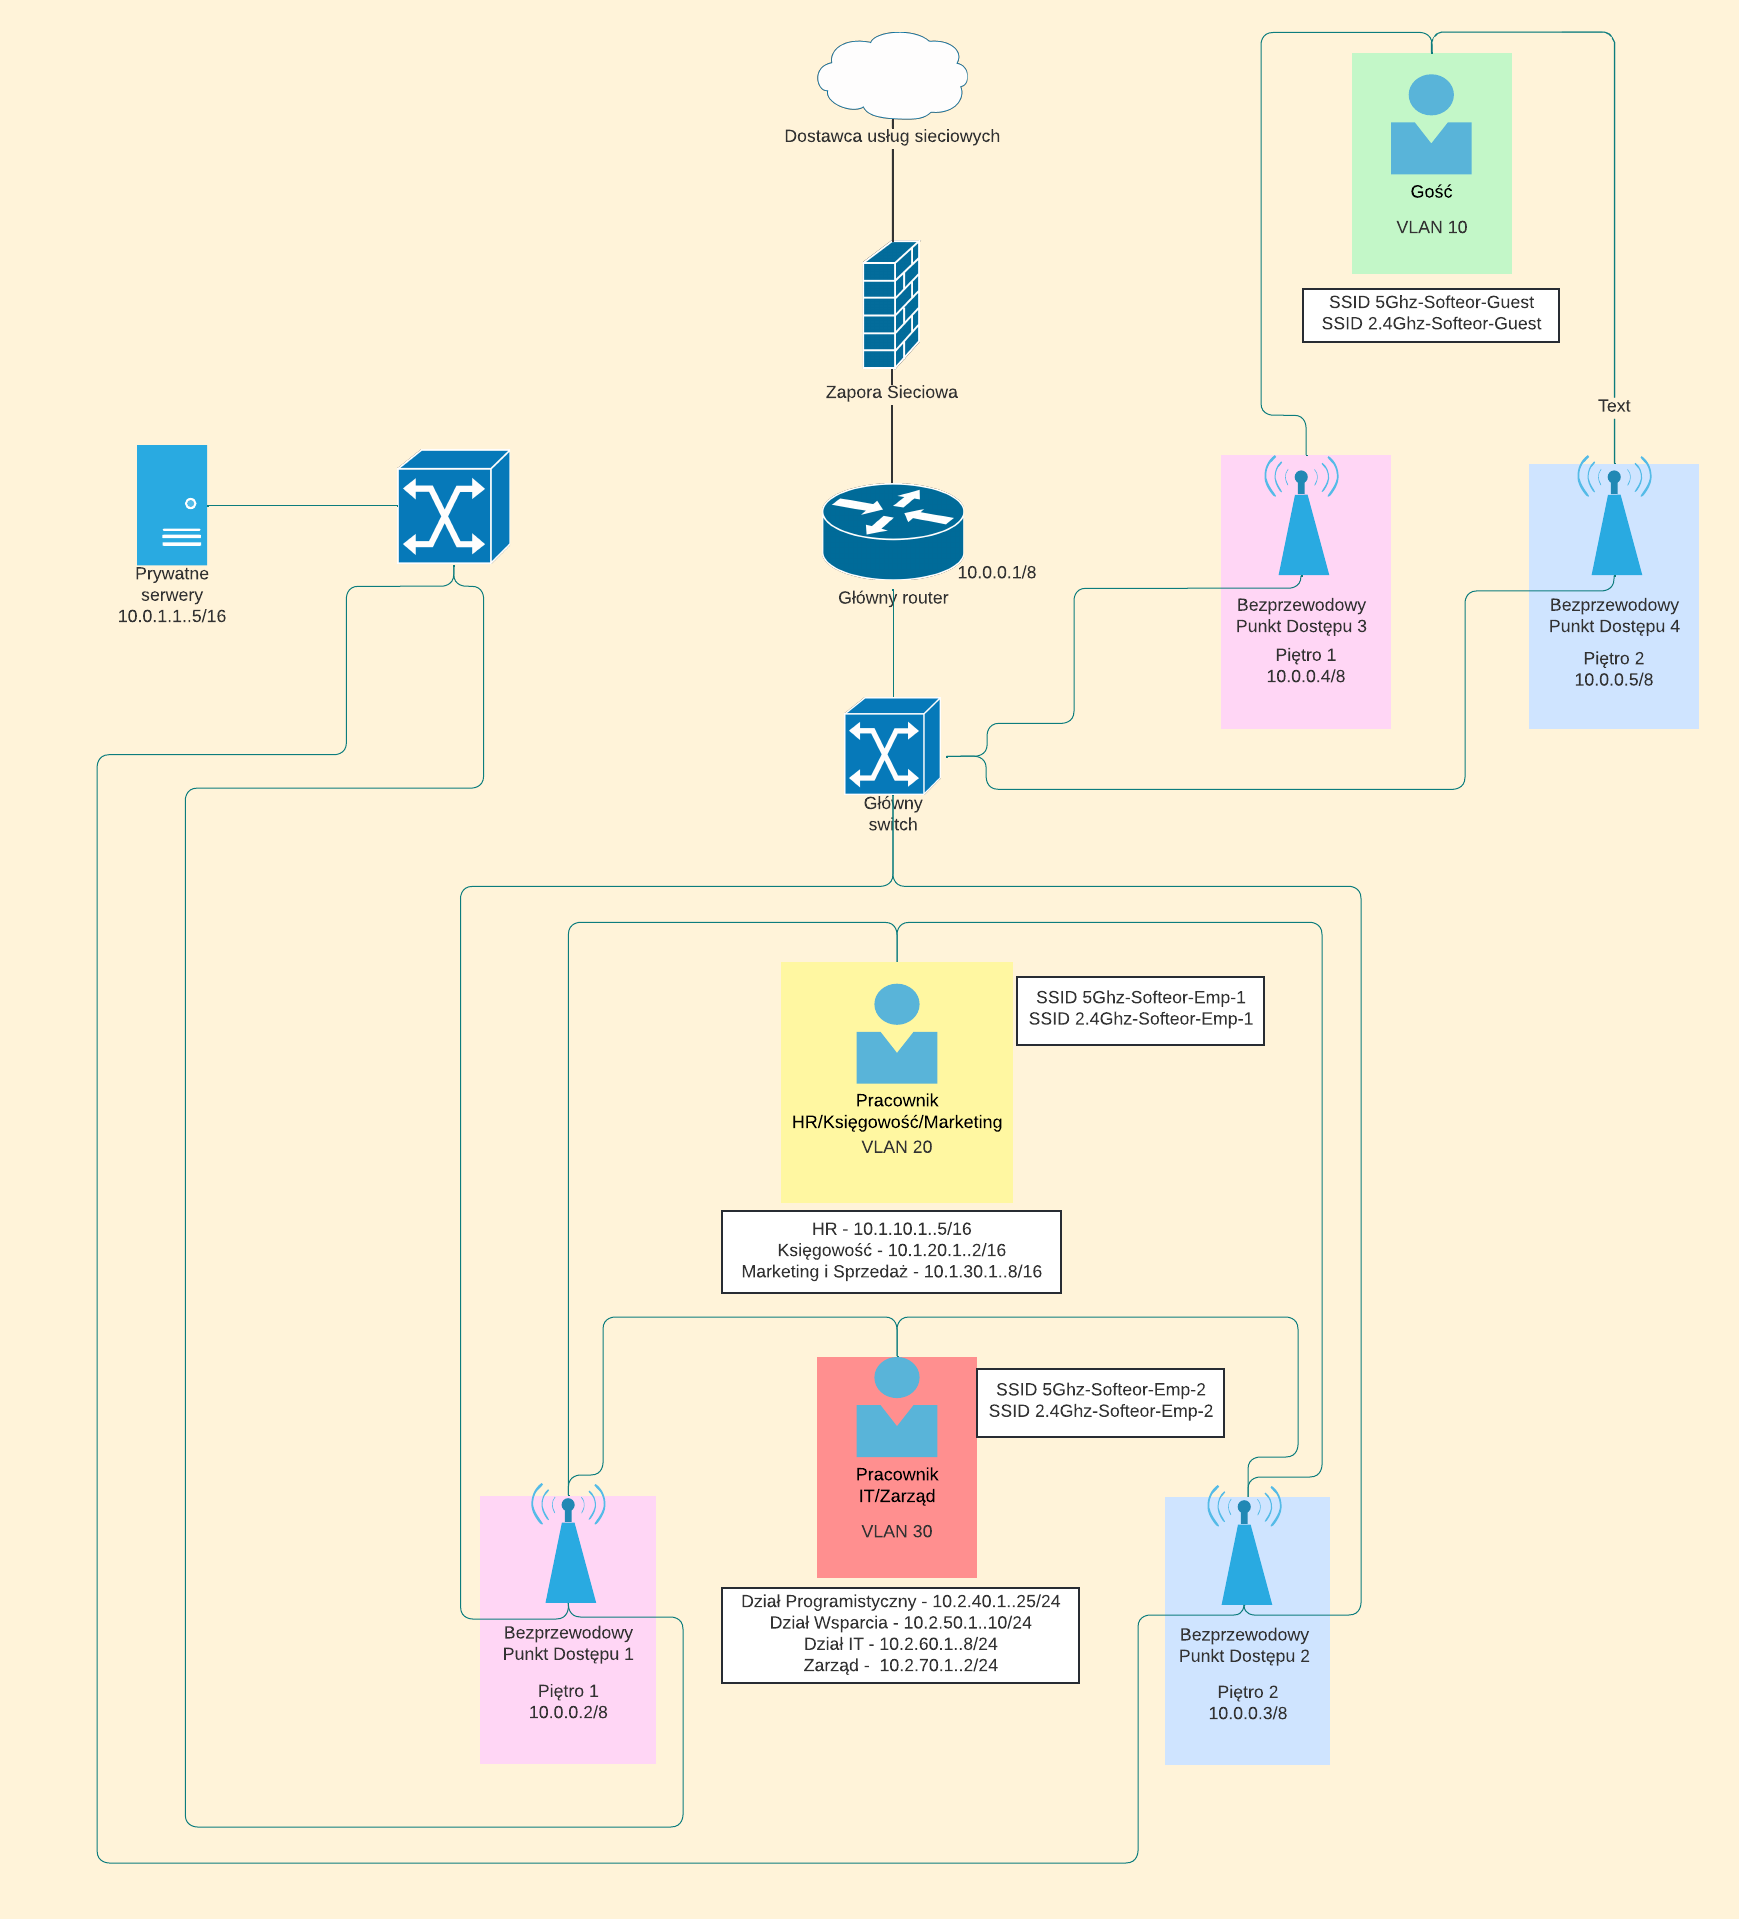 Dostawca usług sieciowych
Gość
VLAN 10
SSID 5Ghz-Softeor-Guest
SSID 2.4Ghz-Softeor-Guest
Zapora Sieciowa
Text
Prywatne
serwery
10.0.1.1..5/16
10.0.0.1/8
Główny router
Bezprzewodowy
Punkt Dostępu 3
Piętro 1
10.0.0.4/8
Bezprzewodowy
Punkt Dostępu 4
Piętro 2
10.0.0.5/8
Główny
switch
SSID 5Ghz-Softeor-Emp-1
SSID 2.4Ghz-Softeor-Emp-1
Pracownik
HR/Księgowość/Marketing
VLAN 20
HR - 10.1.10.1..5/16
Księgowość - 10.1.20.1..2/16
Marketing i Sprzedaż - 10.1.30.1..8/16
SSID 5Ghz-Softeor-Emp-2
SSID 2.4Ghz-Softeor-Emp-2
Pracownik
IT/Zarząd
VLAN 30
Dział Programistyczny - 10.2.40.1..25/24
Dział Wsparcia - 10.2.50.1..10/24
Dział IT - 10.2.60.1..8/24
Zarząd -  10.2.70.1..2/24
Bezprzewodowy
Punkt Dostępu 1
Piętro 1
10.0.0.2/8
Bezprzewodowy
Punkt Dostępu 2
Piętro 2
10.0.0.3/8